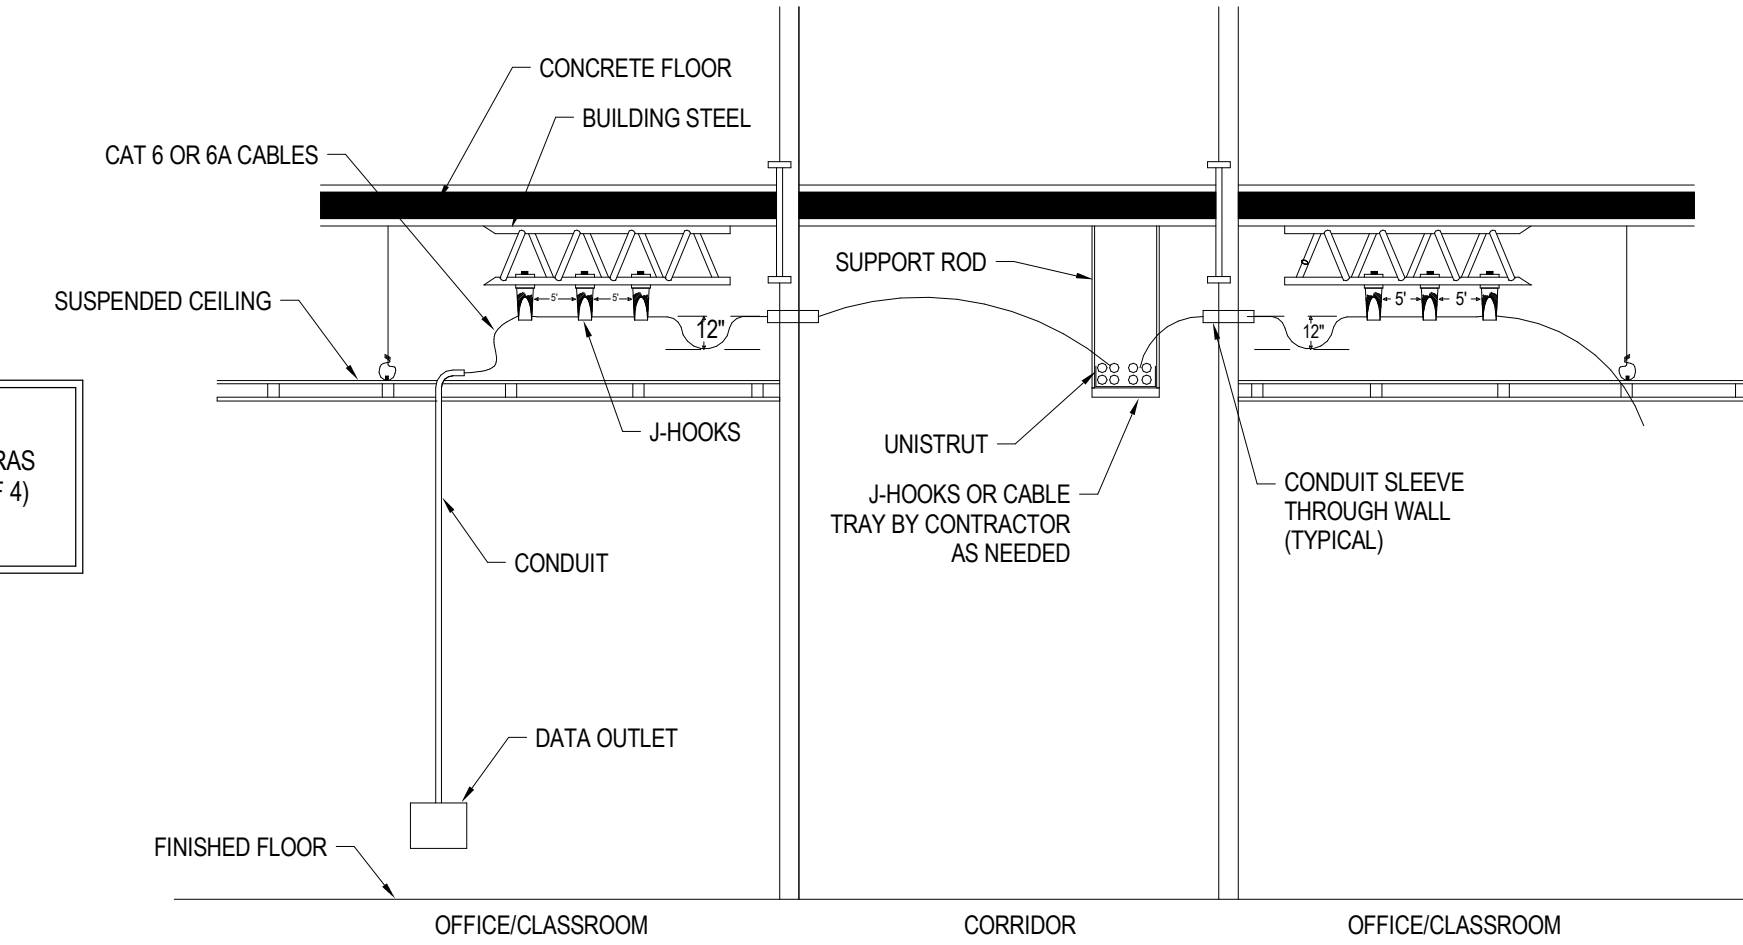 CONCRETE FLOOR
BUILDING STEEL
CAT 6 OR 6A CABLES
SUPPORT ROD
SUSPENDED CEILING
5'
5'
5'
5'
12"
12"
J-HOOKS
UNISTRUT
RAS
4)
J-HOOKS OR CABLE
TRAY BY CONTRACTOR
AS NEEDED
CONDUIT SLEEVE
THROUGH WALL
(TYPICAL)
CONDUIT
DATA OUTLET
FINISHED FLOOR
OFFICE/CLASSROOM
CORRIDOR
OFFICE/CLASSROOM